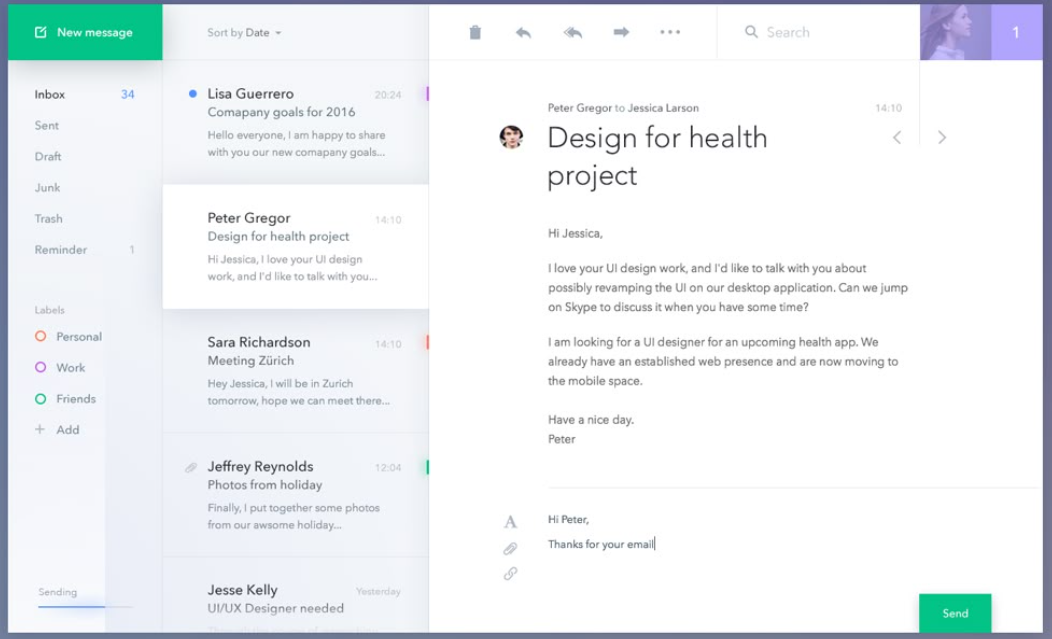 New message
Inbox 34
Sent
Draft
Junk
Trash
Reminder 1
Labels
Personal
Work
Friends
Add
Sending
Sort by Date
Lisa Guerrero 20:24
Comapany goals for 2016
Hello everyone, I am happy to share
with you our new comapany goals...
Peter Gregor 14:10
Design for health project
Hi Jessica, I love your UI design
work, and I'd like to talk with you...
Sara Richardson 14:10
Meeting Zürich
Hey Jessica, I will be in Zurich
tomorrow, hope we can meet there...
Jeffrey Reynolds 12:04
Photos from holiday
Finally, I put together some photos
from our awsome holiday...
Jesse Kelly Yesterday
UI/UX Designer needed
Search
1
Peter Gregor to Jessica Larson 14:10
Design for health
project
Hi Jessica,
I love your UI design work, and I'd like to talk with you about
possibly revamping the UI on our desktop application. Can we jump
on Skype to discuss it when you have some time?
I am looking for a UI designer for an upcoming health app. We
already have an established web presence and are now moving to
the mobile space.
Have a nice day.
Peter
A
Hi Peter,
Thanks for your email
Send